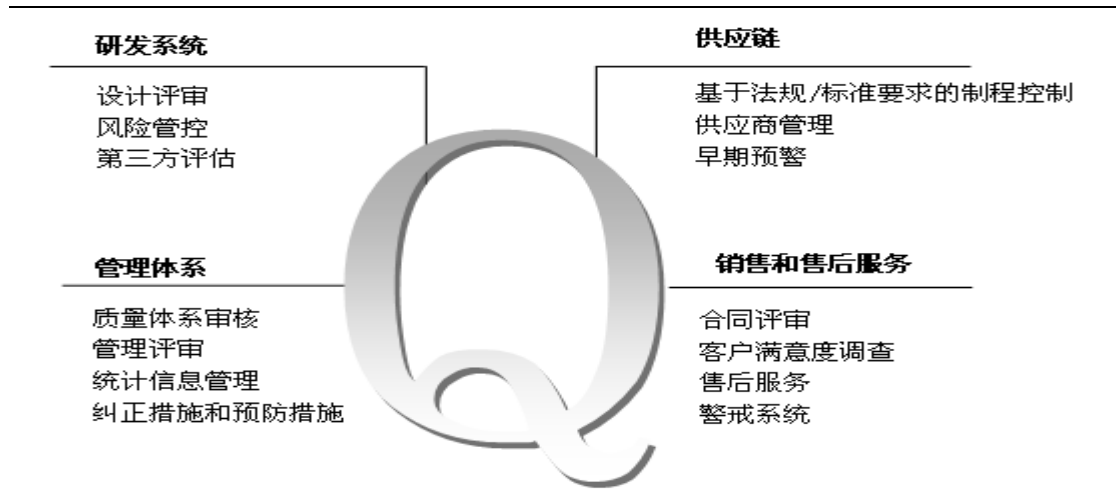 研发系统
设计评审
风险管控
第三方评估
供应链
基于法规/标准要求的制程控制
供应商管理
早期预警
Q
管理体系
质量体系审核
管理评审
统计信息管理
纠正措施和预防措施
销售和售后服务
合同评审
客户满意度调查
售后服务
警戒系统